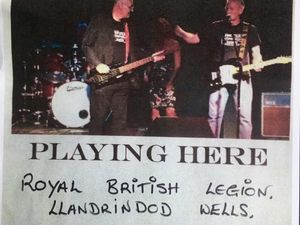 PLAYING HERE
ROYAL BRITISH LEGION.
LLANDRINDOD WELLS.